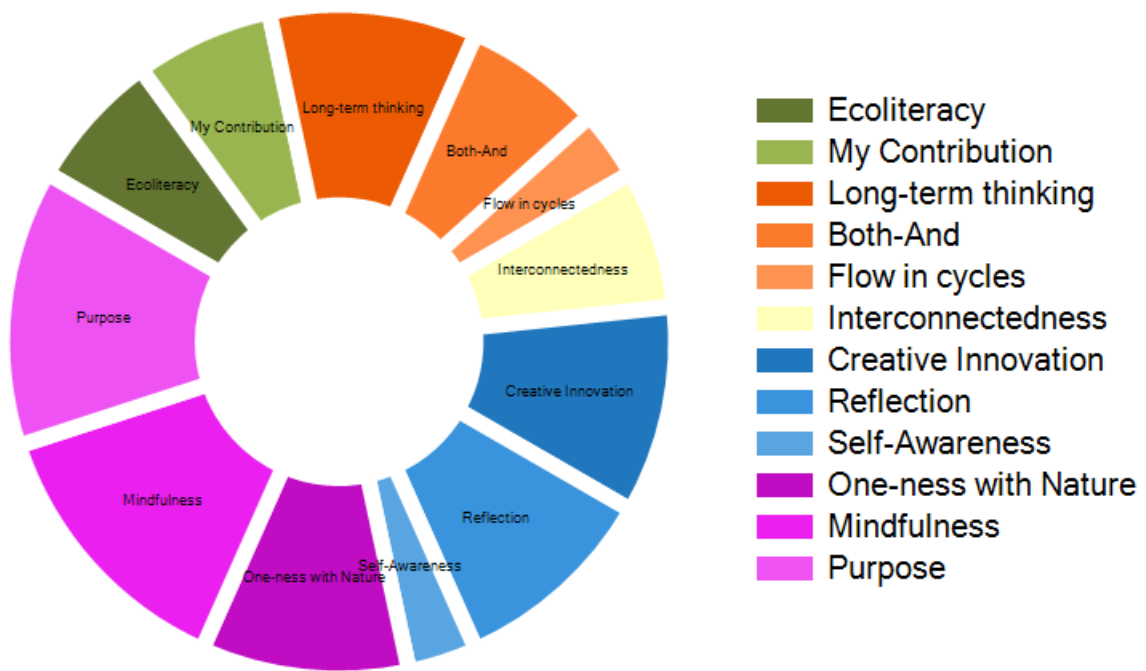 Long-term thinking
My Contribution
Both-And
Ecoliteracy
Flow in cycles
Interconnectedness
Purpose
Creative Innovation
Mindfulness
Reflection
Self-Awareness
One-ness with Nature
Ecoliteracy
My Contribution
Long-term thinking
Both-And
Flow in cycles
Interconnectedness
Creative Innovation
Reflection
Self-Awareness
One-ness with Nature
Mindfulness
Purpose